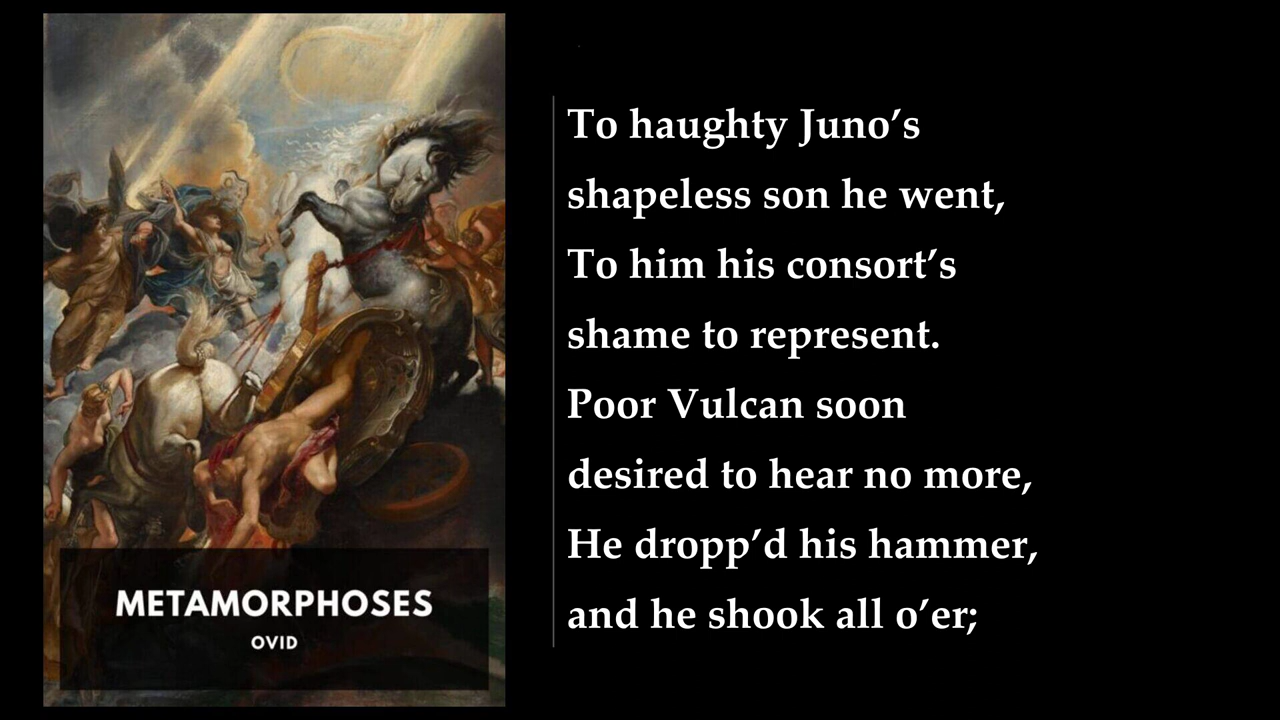 METAMORPHOSES
OVID
To haughty Juno’s
shapeless son he went,
To him his consort’s
shame to represent.
Poor Vulcan soon
desired to hear no more,
He dropp’d his hammer,
and he shook all o’er;